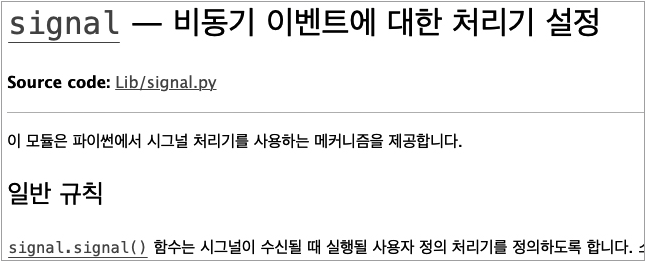 signal — 비동기 이벤트에 대한 처리기 설정
Source code: Lib/signal.py
이 모듈은 파이썬에서 시그널 처리기를 사용하는 메커니즘을 제공합니다.
일반 규칙
signal.signal() 함수는 시그널이 수신될 때 실행될 사용자 정의 처리기를 정의하도록 합니다.